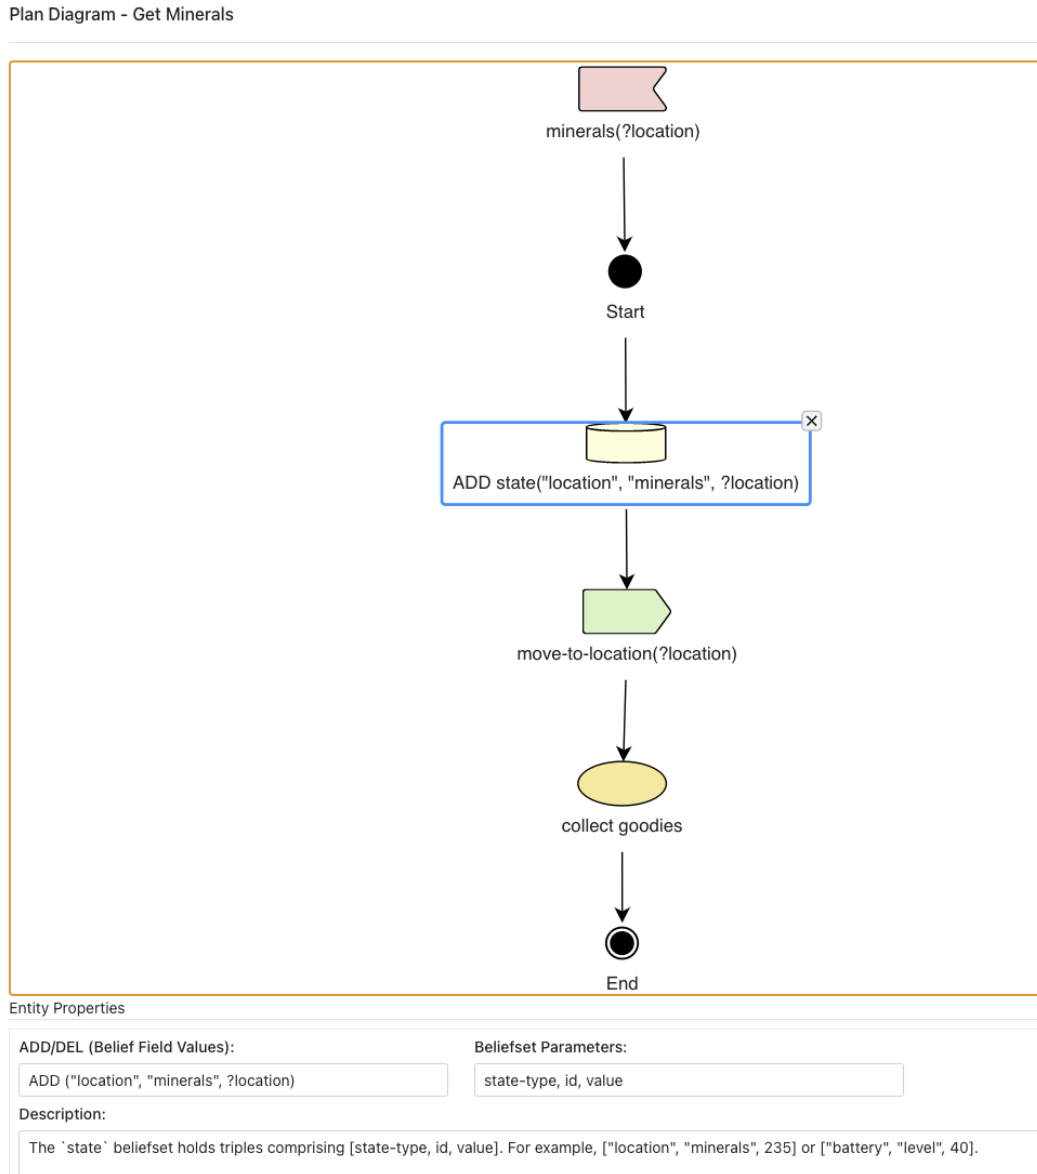 Plan Diagram - Get Minerals
minerals(?location)
Start
ADD state("location", "minerals", ?location)
move-to-location(?location)
collect goodies
End
Entity Properties
ADD/DEL (Belief Field Values):
Beliefset Parameters:
ADD ("location", "minerals", ?location)
state-type, id, value
Description:
The `state` beliefset holds triples comprising [state-type, id, value]. For example, ["location", "minerals", 235] or ["battery", "level", 40].